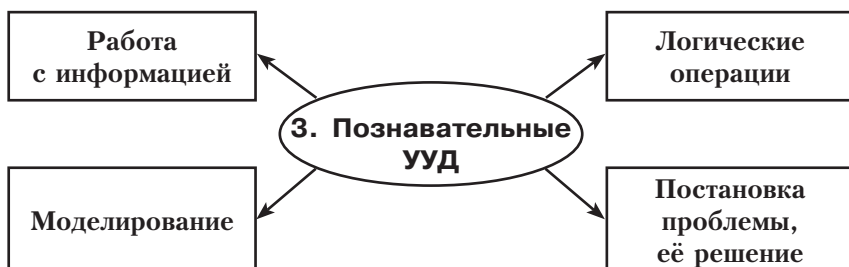 Работа
с информацией
Логические
операции
3. Познавательные
УУД
Моделирование
Постановка
проблемы,
её решение